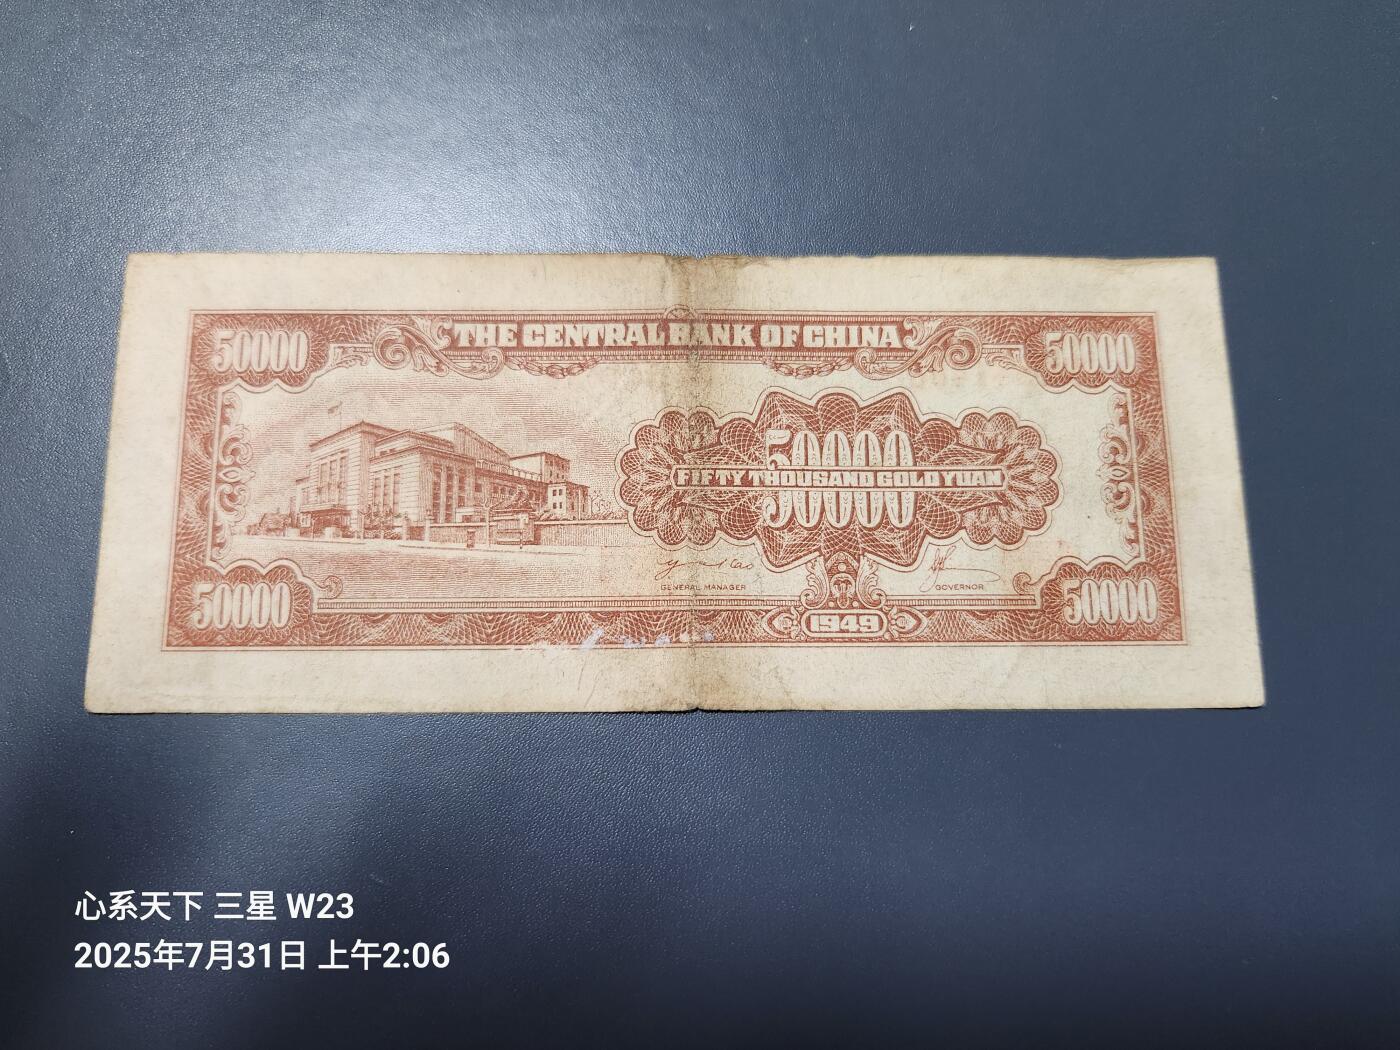 THE CENTRAL BANK OF CHINA
50000
50000
50000
FIFTY THOUSAND GOLD YUAN
GENERAL MANAGER
GOVERNOR
50000
50000
1949
心系天下 三星 W23
2025年7月31日 上午2:06